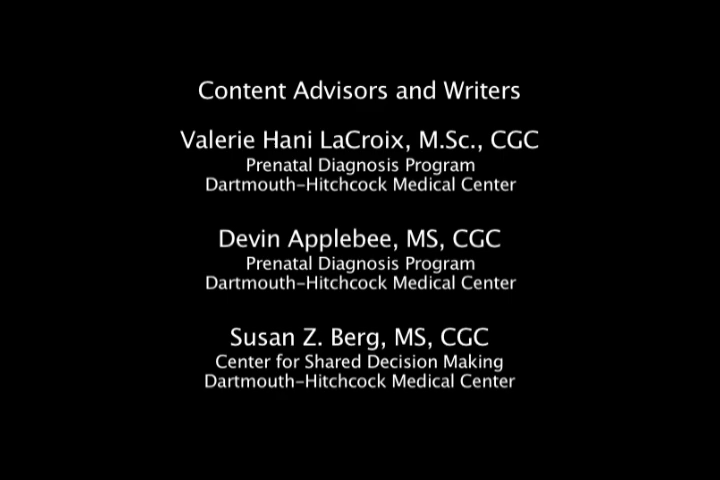 Content Advisors and Writers
Valerie Hani LaCroix, M.Sc., CGC
Prenatal Diagnosis Program
Dartmouth-Hitchcock Medical Center
Devin Applebee, MS, CGC
Prenatal Diagnosis Program
Dartmouth-Hitchcock Medical Center
Susan Z. Berg, MS, CGC
Center for Shared Decision Making
Dartmouth-Hitchcock Medical Center